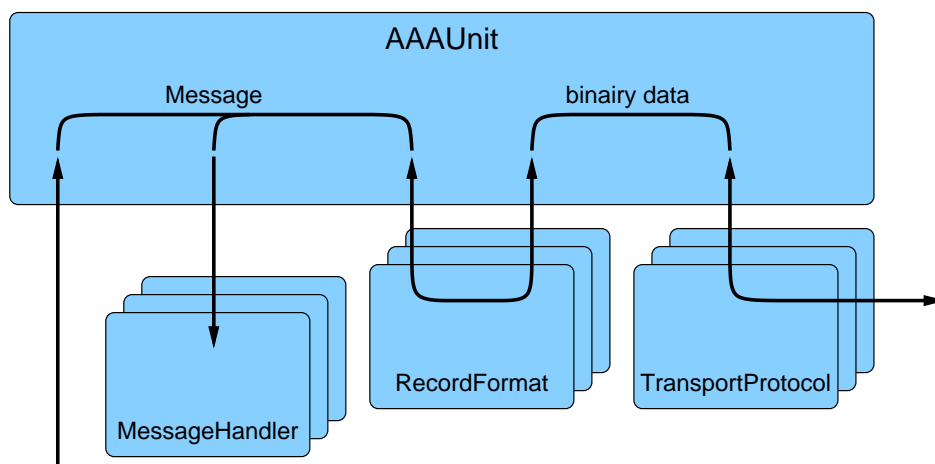 AAAUnit
Message
binairy data
RecordFormat
TransportProtocol
MessageHandler